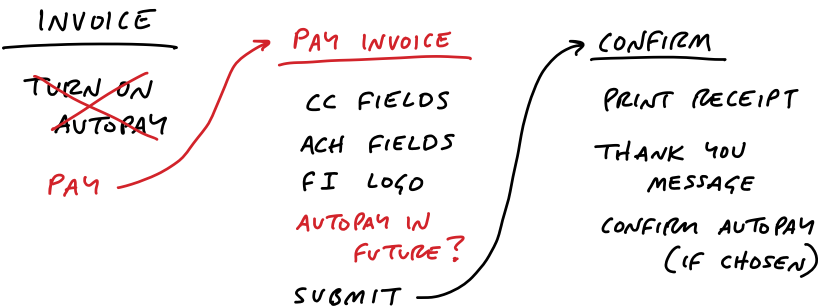 INVOICE
TURN ON
AUTOPAY
PAY
PAY INVOICE
CC FIELDS
ACH FIELDS
FI LOGO
AUTOPAY IN
FUTURE?
SUBMIT
CONFIRM
PRINT RECEIPT
THANK YOU
MESSAGE
CONFIRM AUTOPAY
(IF CHOSEN)